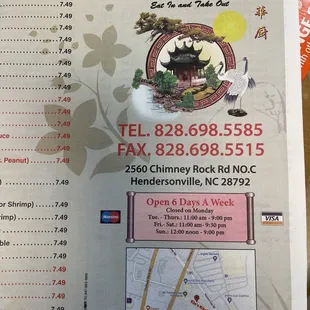 Eat In and Take Out
華
厨
7.49
7.49
7.49
7.49
7.49
7.49
7.49
7.49
uce
7.49
7.49
, Peanut)
7.49
7.49
or Shrimp)
7.49
imp)
7.49
7.49
ble
7.49
7.49
7.49
7.49
7.49
TEL. 828.698.5585
FAX. 828.698.5515
2560 Chimney Rock Rd NO.C
Hendersonville, NC 28792
Open 6 Days A Week
Closed on Monday
Tue. - Thurs.: 11:00 am - 9:00 pm
Fri. - Sat.: 11:00 am- 9:30 pm
Sun.: 12:00 noon - 9:00 pm
VISA